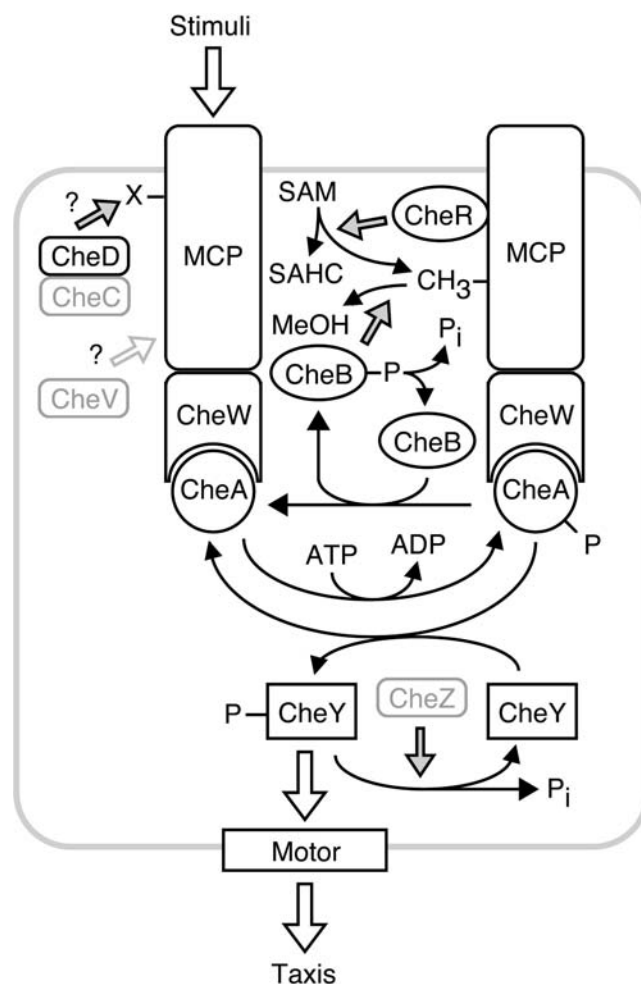 Stimuli
MCP
MCP
? X
CheD
CheC
SAM
CheR
SAHC
CH3
MeOH
Pi
? 
CheV
CheB
P
CheB
CheW
CheW
CheA
CheA
P
ATP
ADP
P
CheY
CheZ
CheY
Pi
Motor
Taxis